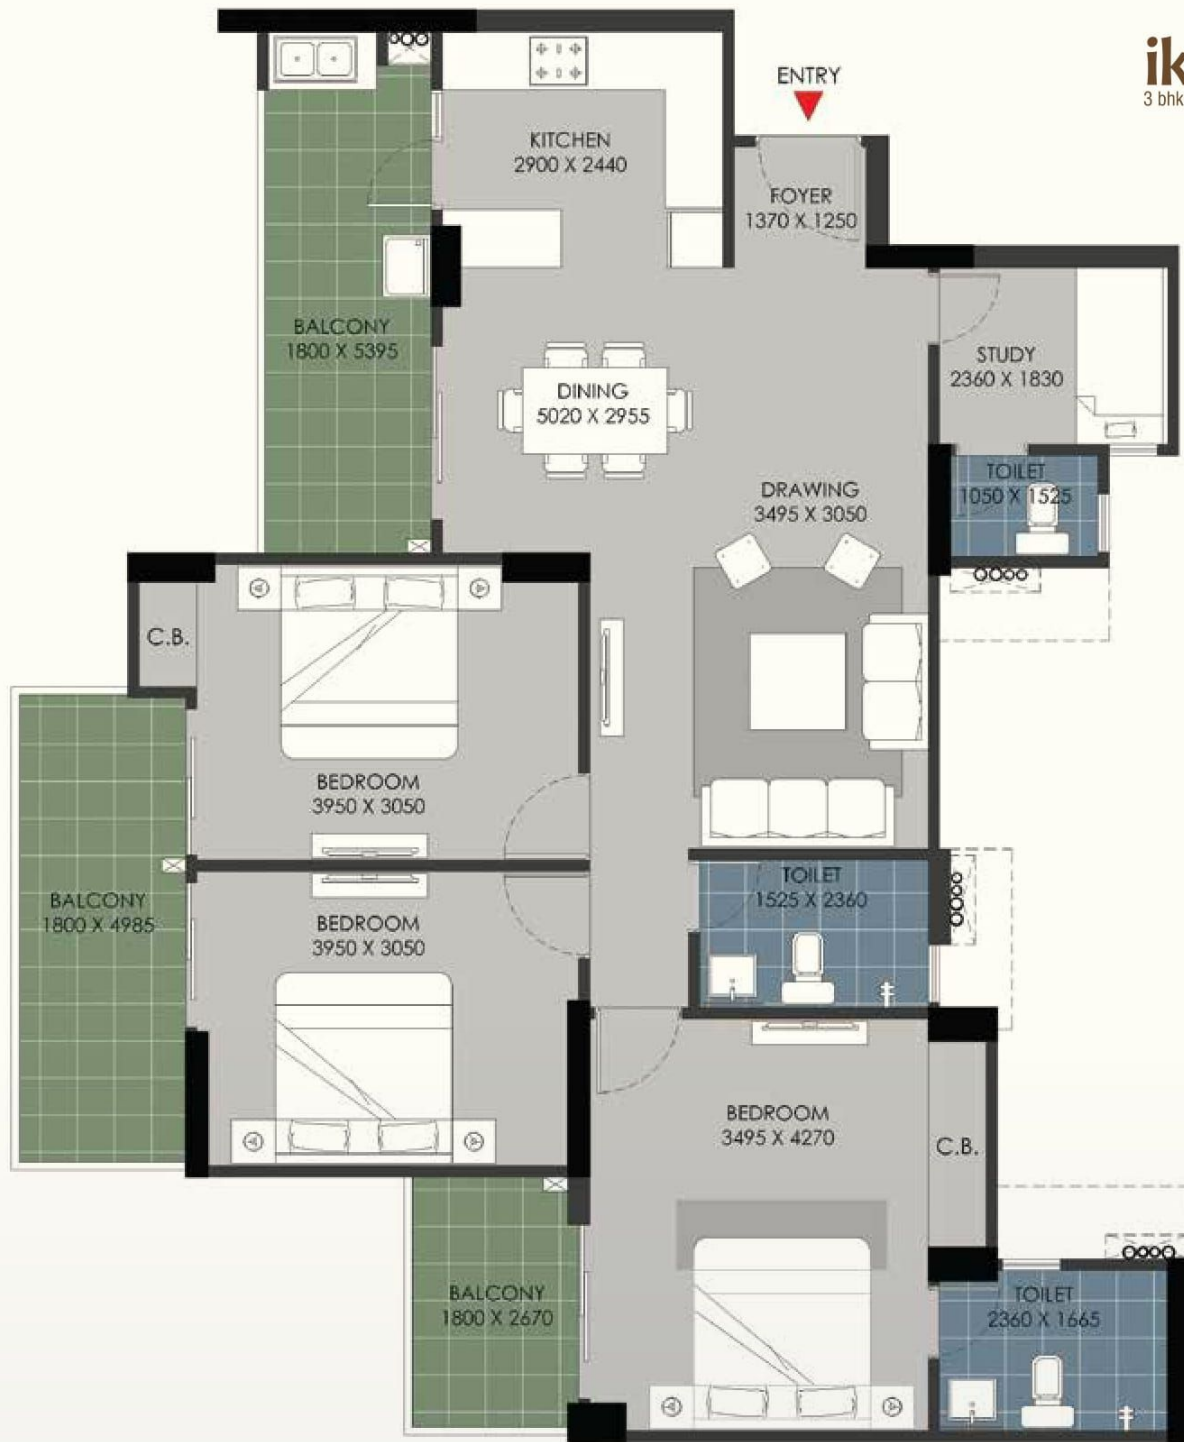 ik
3 bhk
ENTRY
KITCHEN
2900 X 2440
FOYER
1370 X 1250
BALCONY
1800 X 5395
STUDY
2360 X 1830
DINING
5020 X 2955
TOILET
1050 X 1525
DRAWING
3495 X 3050
C.B.
BEDROOM
3950 X 3050
TOILET
1525 X 2360
BALCONY
1800 X 4985
BEDROOM
3950 X 3050
BEDROOM
3495 X 4270
C.B.
BALCONY
1800 X 2670
TOILET
2360 X 1665